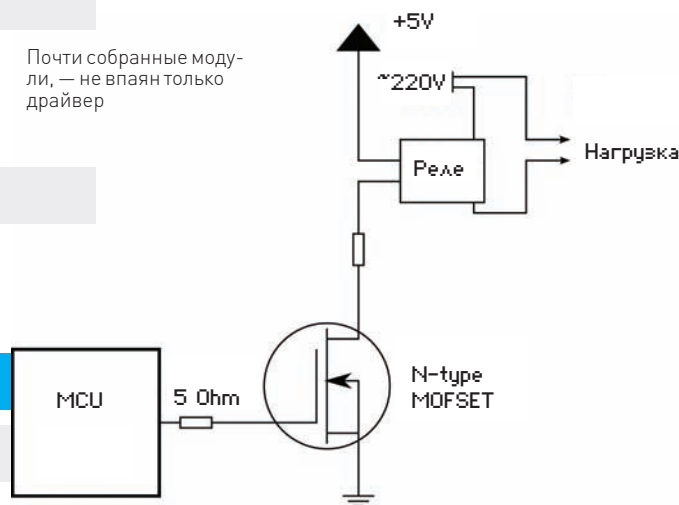 Почти собранные моду-
ли, — не впаян только
драйвер
+5V
~220V
Реле
Нагрузка
MCU
5 Ohm
N-type
MOFSET